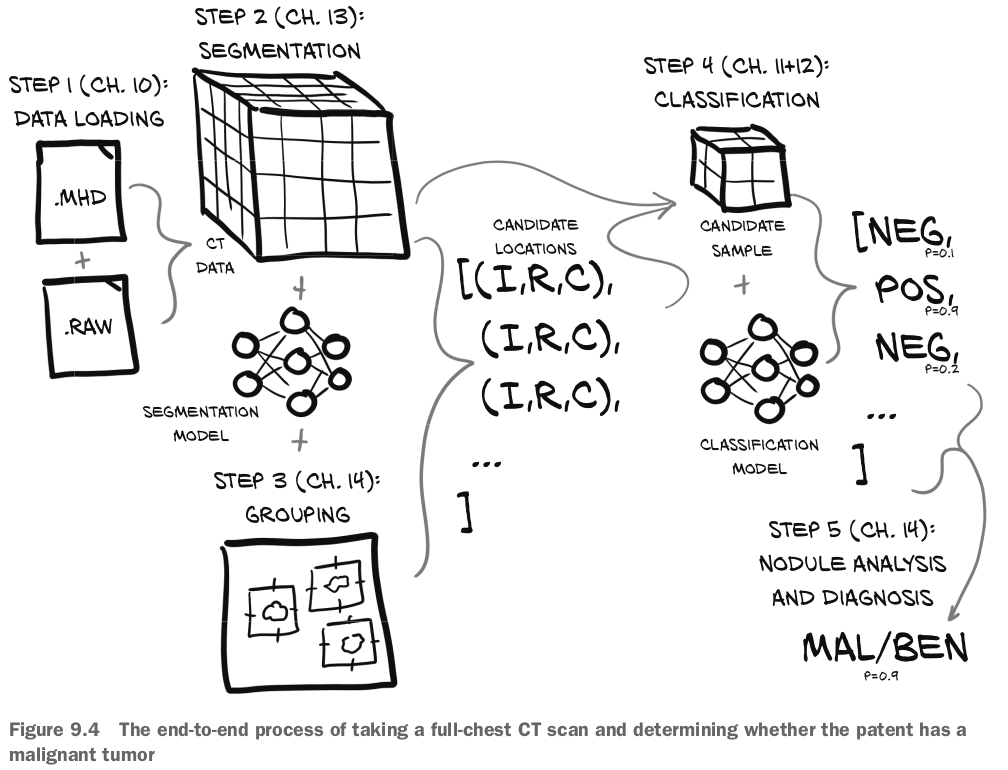 STEP 1 (CH. 10):
DATA LOADING
.MHD
+
.RAW
STEP 2 (CH. 13):
SEGMENTATION
CT
DATA
+
SEGMENTATION
MODEL
+
STEP 3 (CH. 14):
GROUPING
CANDIDATE
LOCATIONS
[(I,R,C),
(I,R,C),
(I,R,C),
...
]
STEP 4 (CH. 11+12):
CLASSIFICATION
CANDIDATE
SAMPLE
+
CLASSIFICATION
MODEL
[NEG,
P=0.1
POS,
P=0.9
NEG,
P=0.2
...
]
STEP 5 (CH. 14):
NODULE ANALYSIS
AND DIAGNOSIS
MAL/BEN
P=0.9
Figure 9.4 The end-to-end process of taking a full-chest CT scan and determining whether the patent has a
malignant tumor